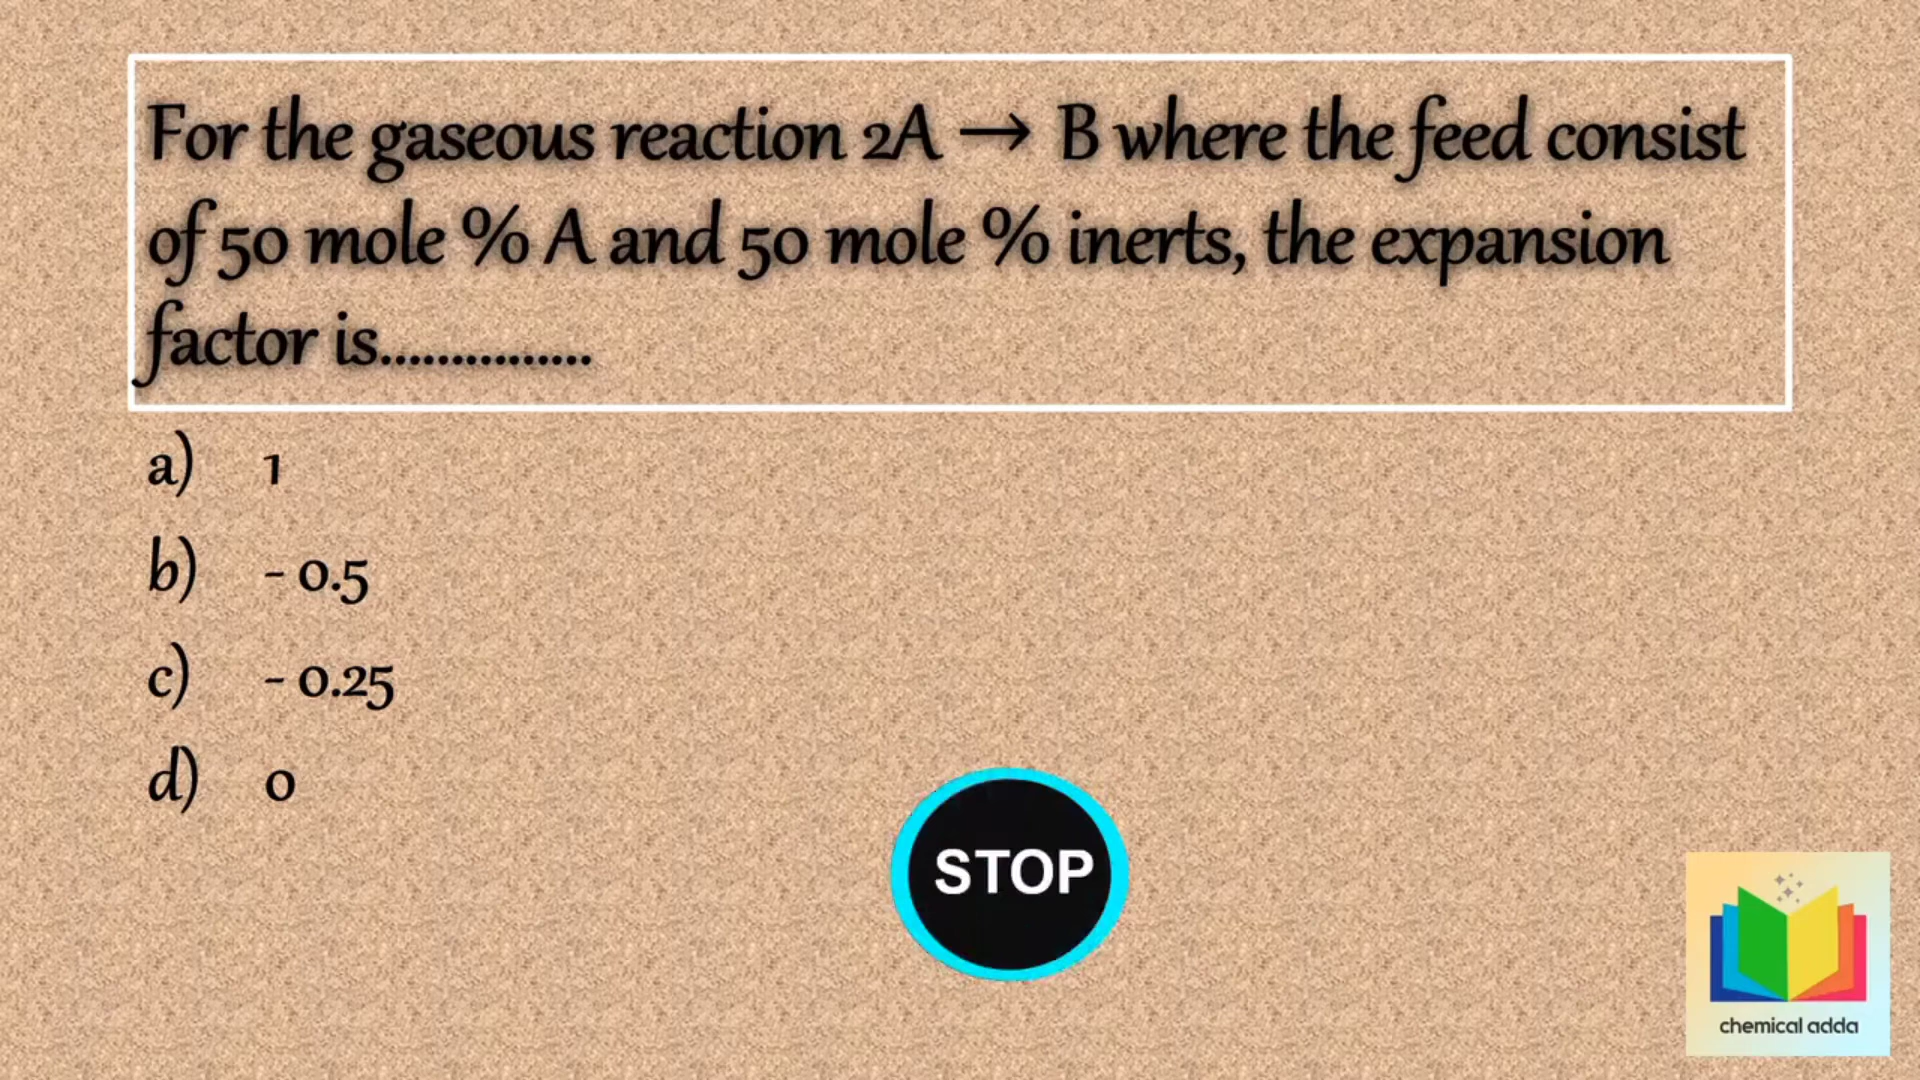 For the gaseous reaction 2A → B where the feed consist
of 50 mole % A and 50 mole % inerts, the expansion
factor is...............
a) 1
b) - 0.5
c) - 0.25
d) 0
STOP
chemical adda